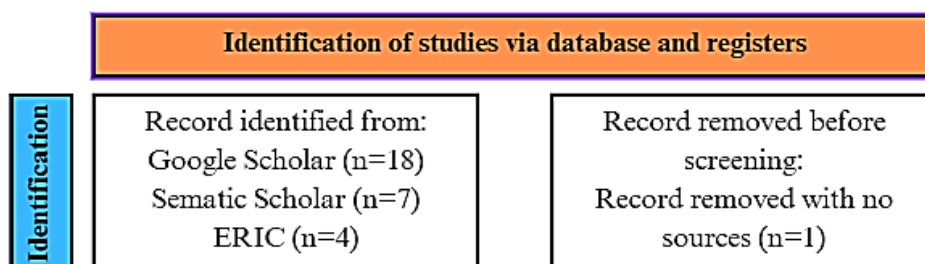 Identification of studies via database and registers
Identification
Record identified from:
Google Scholar (n=18)
Sematic Scholar (n=7)
ERIC (n=4)
Record removed before
screening:
Record removed with no
sources (n=1)